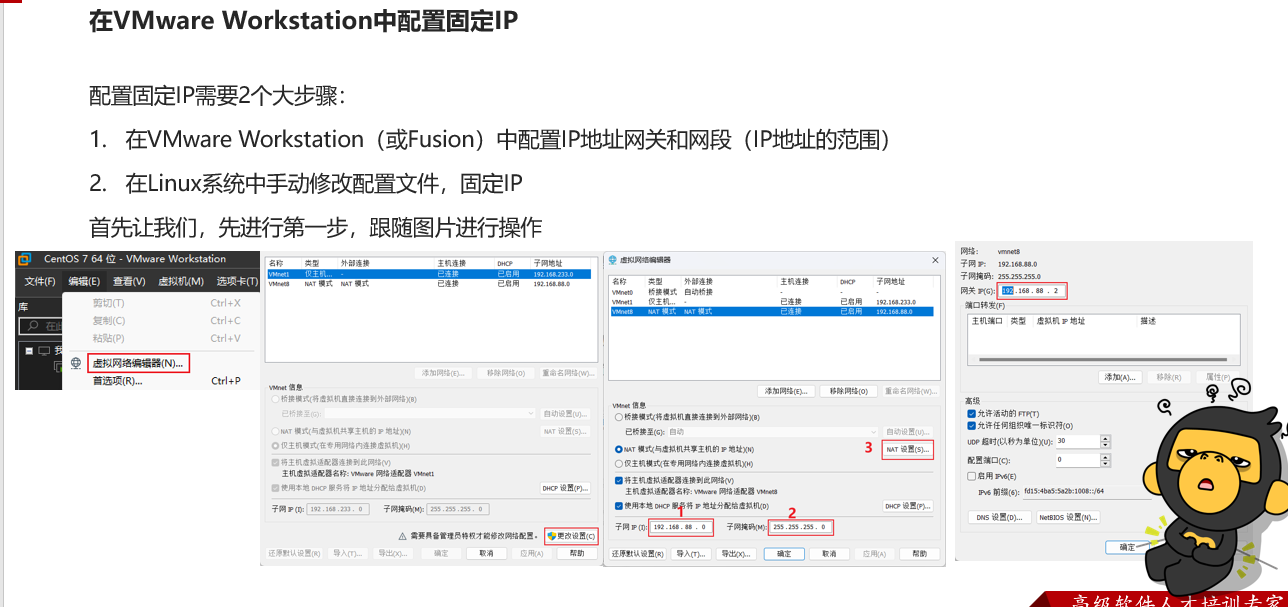 在VMware Workstation中配置固定IP
配置固定IP需要2个大步骤：
1. 在VMware Workstation（或Fusion）中配置IP地址网关和网段（IP地址的范围）
2. 在Linux系统中手动修改配置文件，固定IP
首先让我们，先进行第一步，跟随图片进行操作
CentOS 7 64 位 - VMware Workstation
文件(F) 编辑(E) 查看(V) 虚拟机(M) 选项卡(T)
库
剪切(T) Ctrl+X
复制(C) Ctrl+C
粘贴(P) Ctrl+V
虚拟网络编辑器(N)...
首选项(R)... Ctrl+P
名称 类型 外部连接 主机连接 DHCP 子网地址
VMnet1 仅主机... - 已连接 已启用 192.168.233.0
VMnet8 NAT 模式 NAT 模式 已连接 已启用 192.168.88.0
添加网络(E)... 移除网络(O) 重命名网络(W)...
VMnet 信息
桥接模式(将虚拟机直接连接到外部网络)(B)
已桥接至(G): 自动设置(U)...
NAT 模式(与虚拟机共享主机的 IP 地址)(N) NAT 设置(S)...
仅主机模式(在专用网络内连接虚拟机)(H)
将主机虚拟适配器连接到此网络(V)
主机虚拟适配器名称: VMware 网络适配器 VMnet1
使用本地 DHCP 服务将 IP 地址分配给虚拟机(D) DHCP 设置(P)...
子网 IP (I): 192.168.233. 0 子网掩码(M): 255.255.255. 0
需要具备管理员特权才能修改网络配置。 更改设置(C)
还原默认设置(R) 导入(T)... 导出(X)... 确定 取消 应用(A) 帮助
虚拟网络编辑器
名称 类型 外部连接 主机连接 DHCP 子网地址
VMnet0 桥接模式 自动桥接 - - -
VMnet1 仅主机... - 已连接 已启用 192.168.233.0
VMnet8 NAT 模式 NAT 模式 已连接 已启用 192.168.88.0
添加网络(E)... 移除网络(O) 重命名网络(W)...
VMnet 信息
桥接模式(将虚拟机直接连接到外部网络)(B)
已桥接至(G): 自动 自动设置(U)...
NAT 模式(与虚拟机共享主机的 IP 地址)(N) 3 NAT 设置(S)...
仅主机模式(在专用网络内连接虚拟机)(H)
将主机虚拟适配器连接到此网络(V)
主机虚拟适配器名称: VMware 网络适配器 VMnet8
使用本地 DHCP 服务将 IP 地址分配给虚拟机(D) DHCP 设置(P)...
1 2
子网 IP (I): 192.168. 88 . 0 子网掩码(M): 255.255.255. 0
还原默认设置(R) 导入(T)... 导出(X)... 确定 取消 应用(A) 帮助
网络: vmnet8
子网 IP: 192.168.88.0
子网掩码: 255.255.255.0
网关 IP(G): 192.168 . 88 . 2
端口转发(F)
主机端口 类型 虚拟机 IP 地址 描述
添加(A)... 移除(R) 属性(P)...
高级
允许活动的 FTP(T)
允许任何组织唯一标识符(O)
UDP 超时(以秒为单位)(U): 30
配置端口(C): 0
启用 IPv6(E)
IPv6 前缀(6): fd15:4ba5:5a2b:1008::/64
DNS 设置(D)... NetBIOS 设置(N)...
确定
高级软件人才培训专家